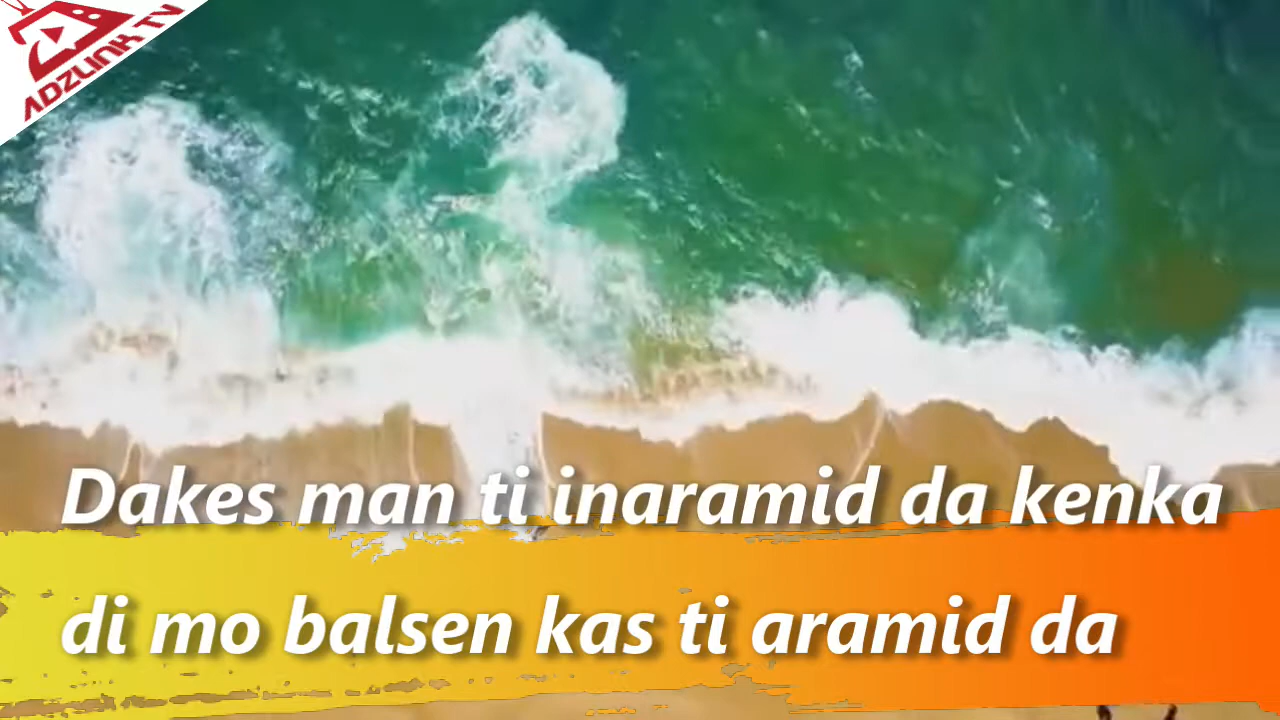 ADZLINK TV
Dakes man ti inaramid da kenka
di mo balsen kas ti aramid da